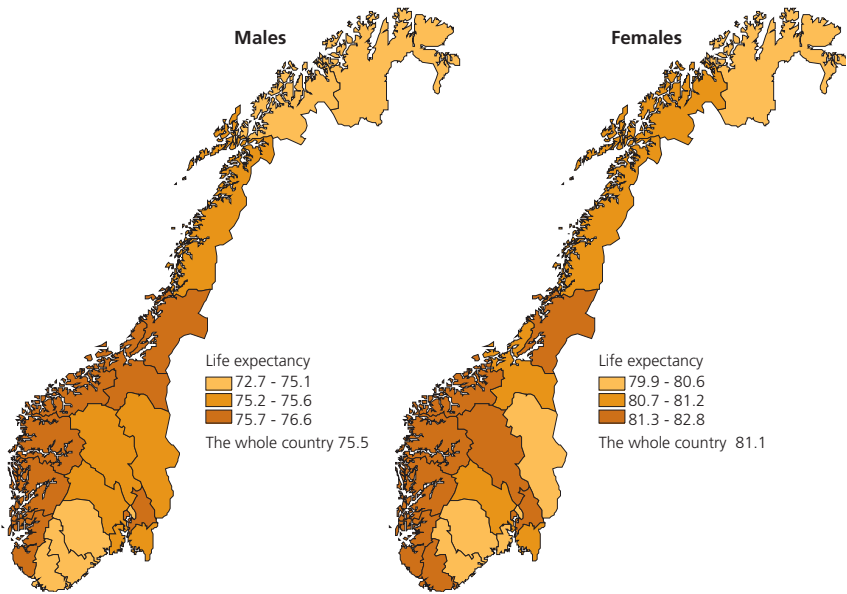 Males
Life expectancy
72.7 - 75.1
75.2 - 75.6
75.7 - 76.6
The whole country 75.5
Females
Life expectancy
79.9 - 80.6
80.7 - 81.2
81.3 - 82.8
The whole country 81.1